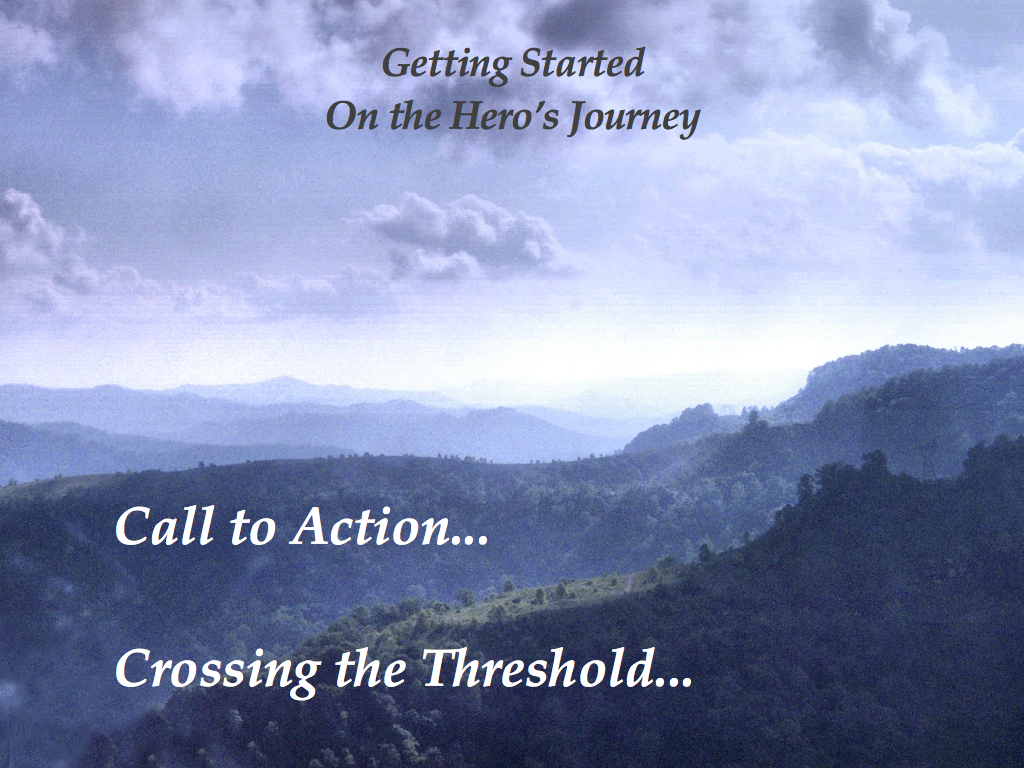 Getting Started
On the Hero’s Journey
Call to Action...
Crossing the Threshold...